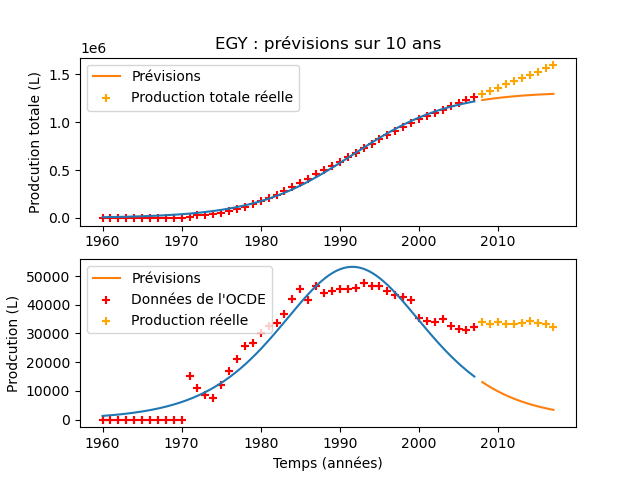 EGY : prévisions sur 10 ans
1e6
Prodcution totale (L)
1.5
1.0
0.5
0.0
Prévisions
Production totale réelle
1960 1970 1980 1990 2000 2010
Prodcution (L)
50000
40000
30000
20000
10000
0
Prévisions
Données de l'OCDE
Production réelle
1960 1970 1980 1990 2000 2010
Temps (années)